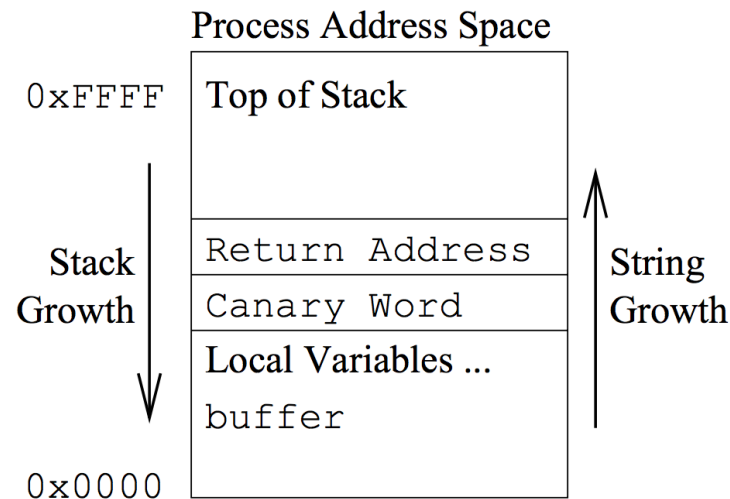 Process Address Space
0xFFFF
Top of Stack
Stack
Growth
Return Address
Canary Word
String
Growth
Local Variables ...
buffer
0x0000